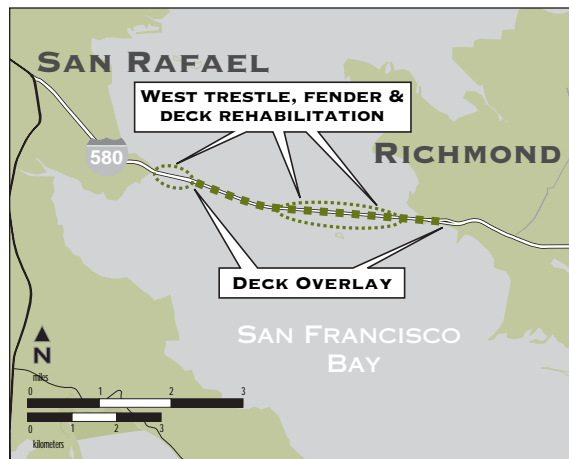 SAN RAFAEL
WEST TRESTLE, FENDER &
DECK REHABILITATION
RICHMOND
580
DECK OVERLAY
SAN FRANCISCO
BAY
N
miles
0 1 2 3
0 1 2 3
kilometers